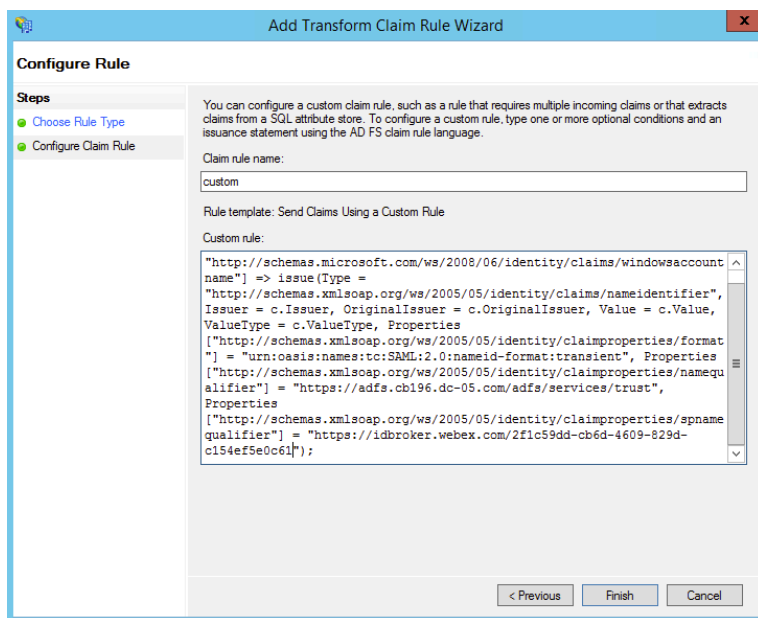 Add Transform Claim Rule Wizard
x
Configure Rule
Steps
Choose Rule Type
Configure Claim Rule
You can configure a custom claim rule, such as a rule that requires multiple incoming claims or that extracts
claims from a SQL attribute store. To configure a custom rule, type one or more optional conditions and an
issuance statement using the AD FS claim rule language.
Claim rule name:
custom
Rule template: Send Claims Using a Custom Rule
Custom rule:
"http://schemas.microsoft.com/ws/2008/06/identity/claims/windowsaccount
name"] => issue(Type =
"http://schemas.xmlsoap.org/ws/2005/05/identity/claims/nameidentifier",
Issuer = c.Issuer, OriginalIssuer = c.OriginalIssuer, Value = c.Value,
ValueType = c.ValueType, Properties
["http://schemas.xmlsoap.org/ws/2005/05/identity/claimproperties/format
"] = "urn:oasis:names:tc:SAML:2.0:nameid-format:transient", Properties
["http://schemas.xmlsoap.org/ws/2005/05/identity/claimproperties/namequ
alifier"] = "https://adfs.cb196.dc-05.com/adfs/services/trust",
Properties
["http://schemas.xmlsoap.org/ws/2005/05/identity/claimproperties/spname
qualifier"] = "https://idbroker.webex.com/2f1c59dd-cb6d-4609-829d-
c154ef5e0c61");
< Previous
Finish
Cancel